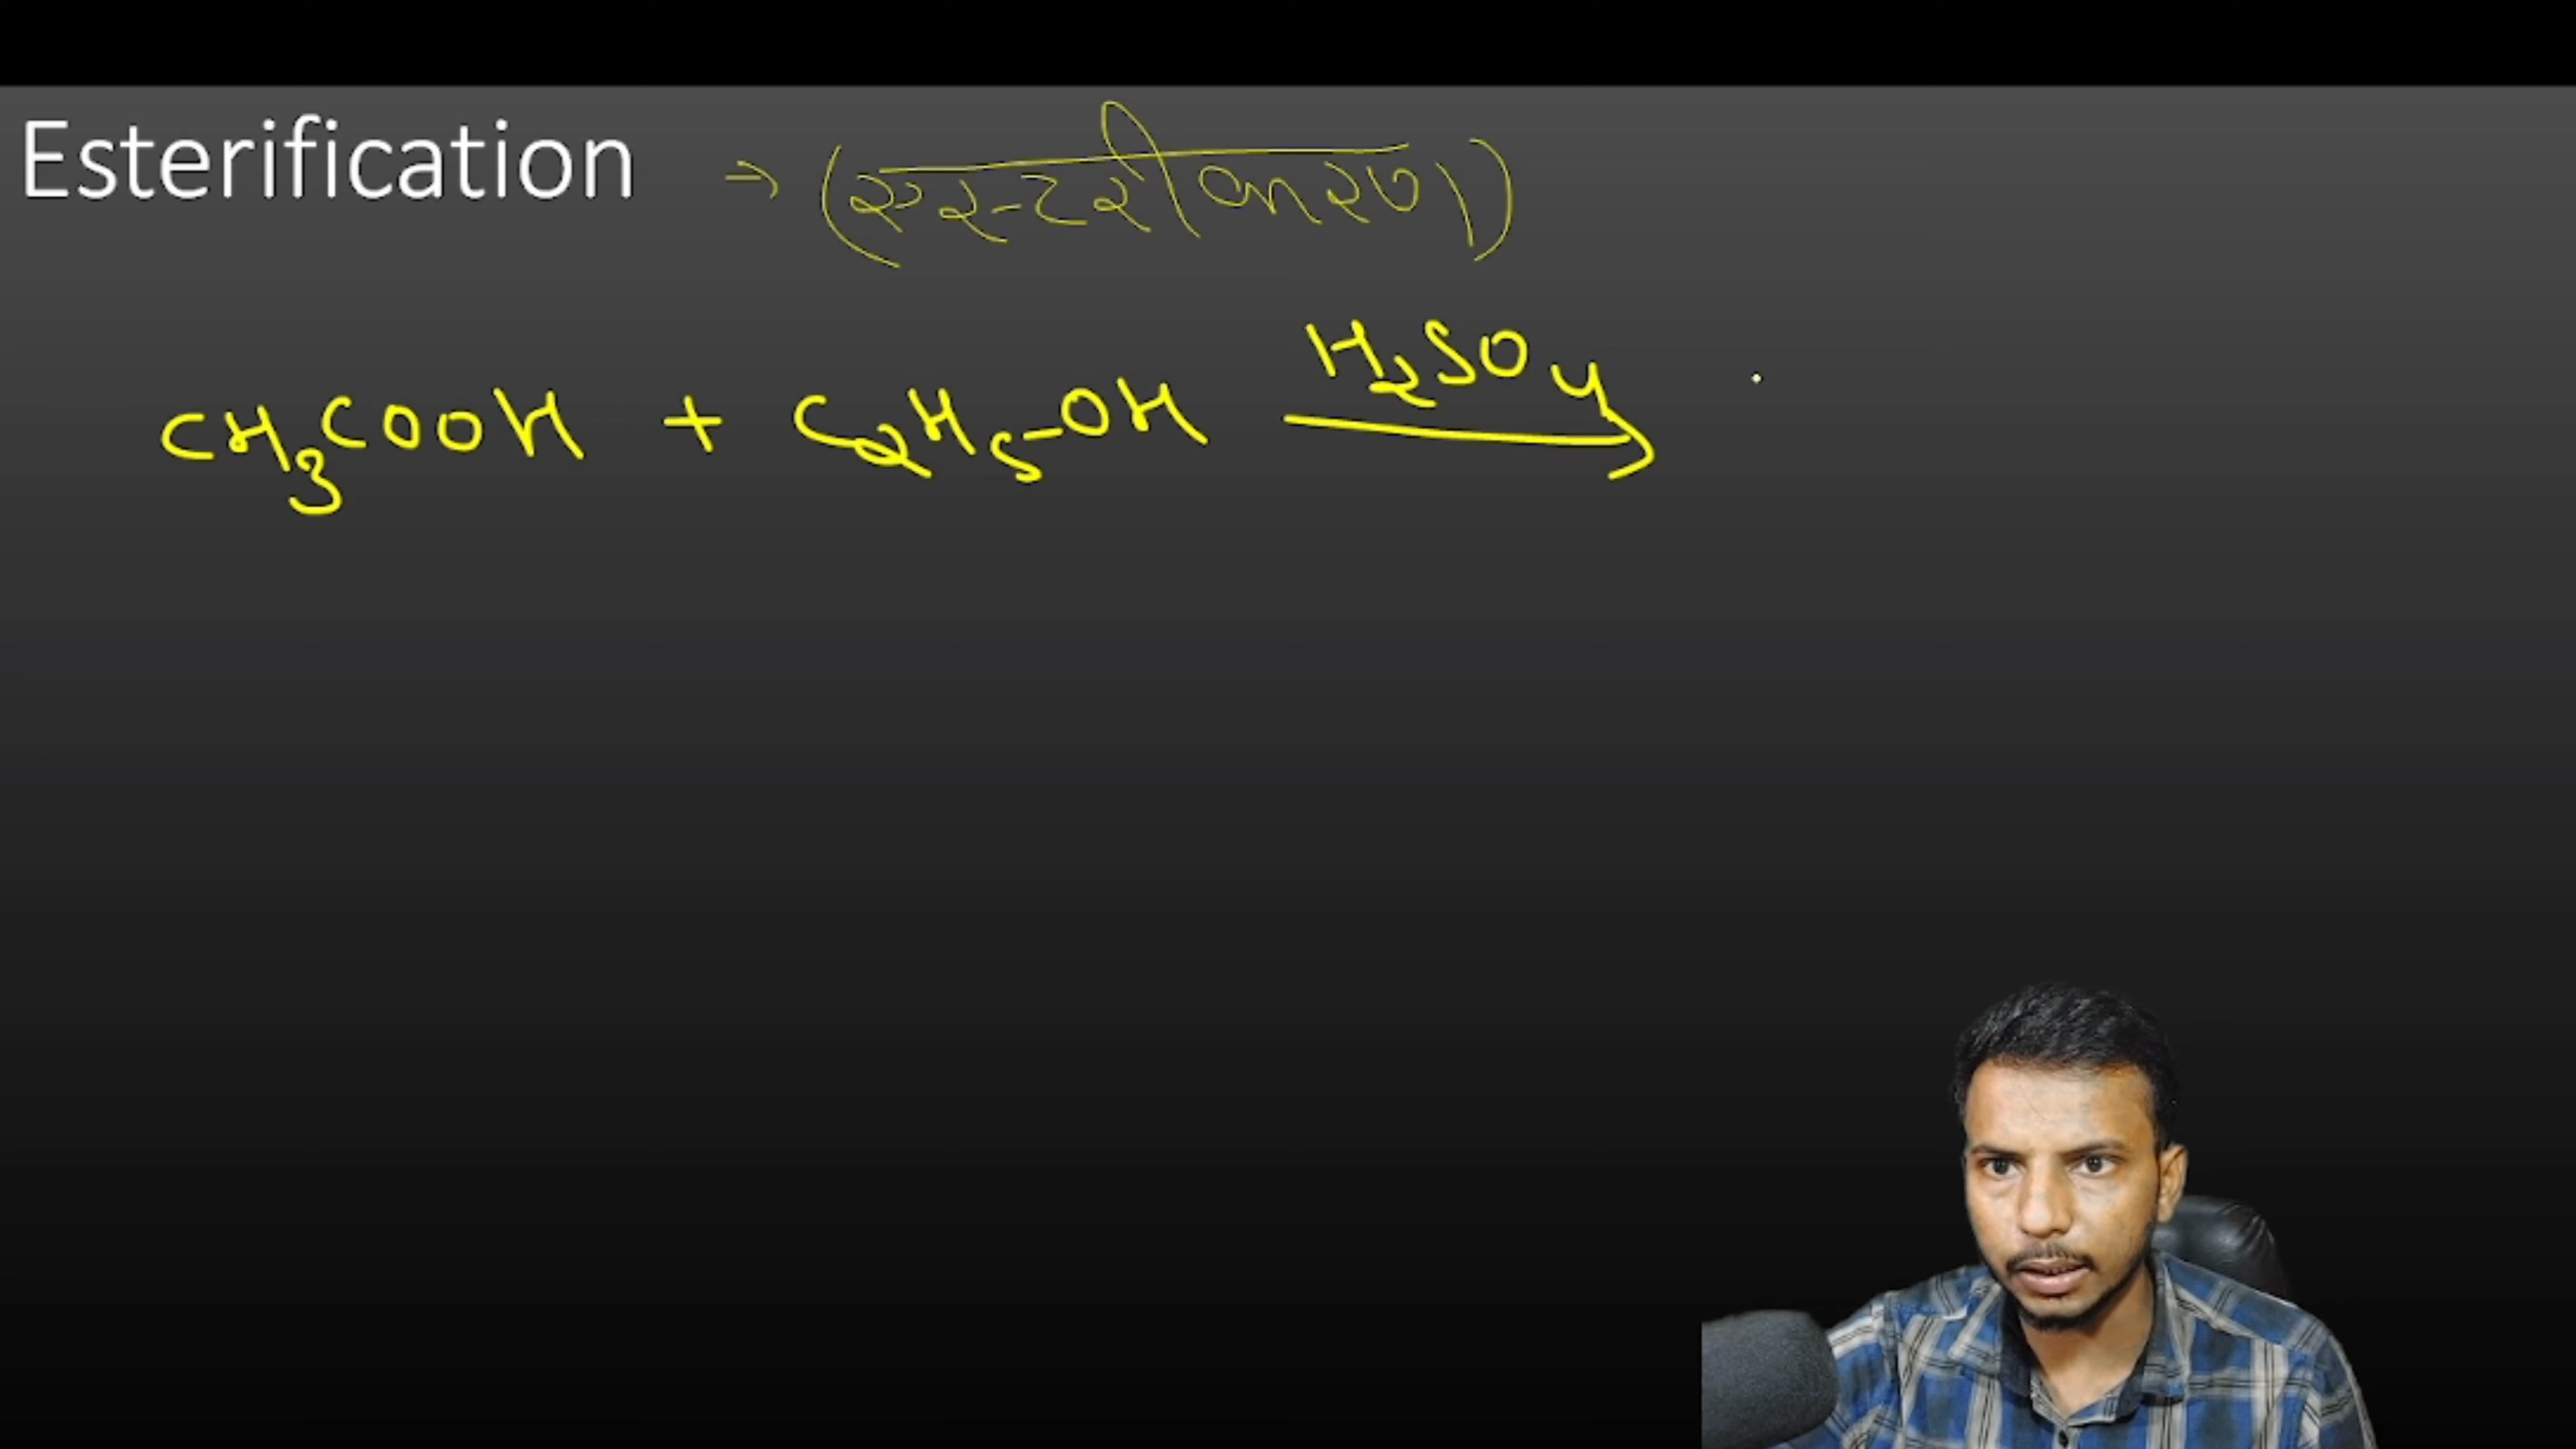 Esterification → (एस्टरीकरण)
CH₃COOH + C₂H₅-OH H₂SO₄ →